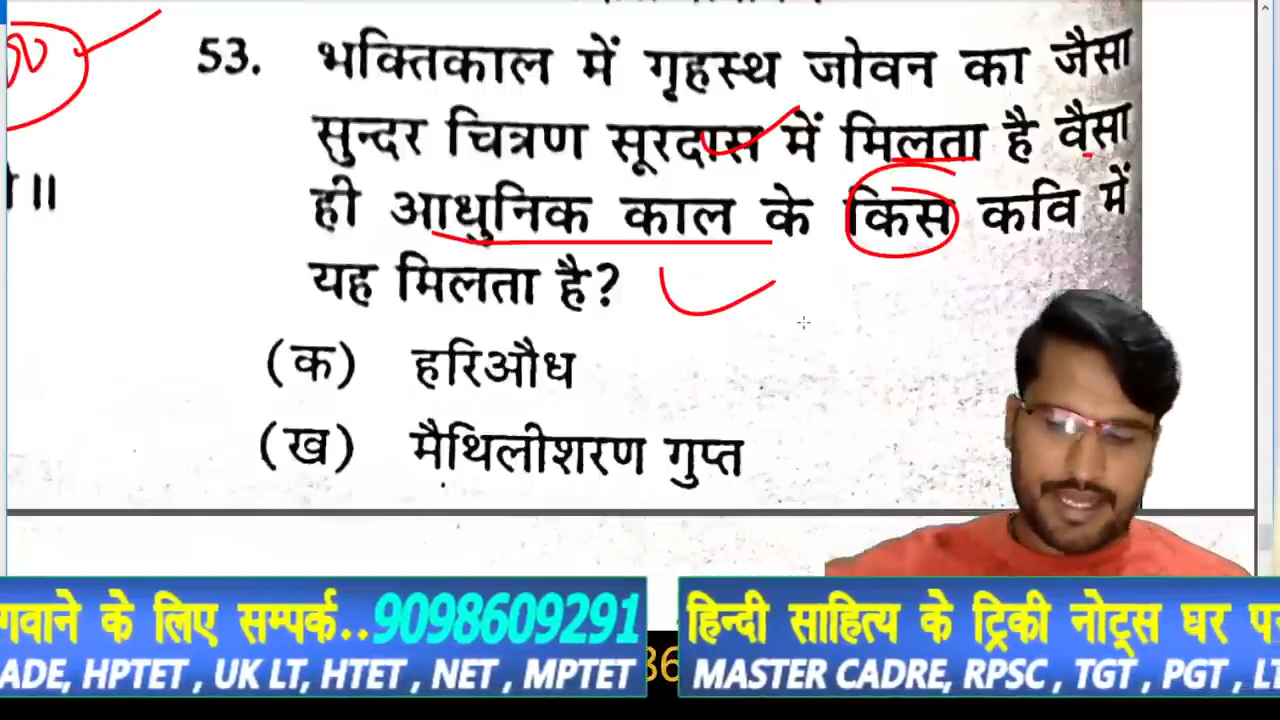 53. भक्तिकाल में गृहस्थ जोवन का जैसा
सुन्दर चित्रण सूरदास में मिलता है वैसा
ही आधुनिक काल के किस कवि में
यह मिलता है?
(क) हरिऔध
(ख) मैथिलीशरण गुप्त
॥
गवाने के लिए सम्पर्क..9098609291
ADE, HPTET , UK LT, HTET , NET , MPTET
हिन्दी साहित्य के ट्रिकी नोट्स घर
MASTER CADRE, RPSC , TGT , PGT , LT